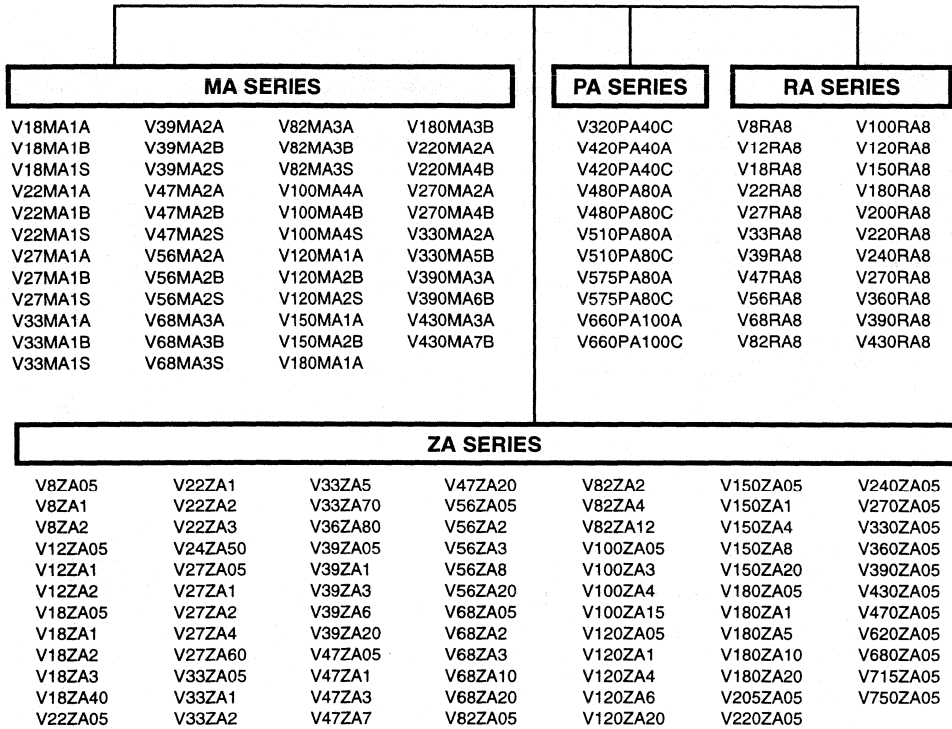 MA SERIES PA SERIES RA SERIES
V18MA1A V39MA2A V82MA3A V180MA3B V320PA40C V8RA8 V100RA8
V18MA1B V39MA2B V82MA3B V220MA2A V420PA40A V12RA8 V120RA8
V18MA1S V39MA2S V82MA3S V220MA4B V420PA40C V18RA8 V150RA8
V22MA1A V47MA2A V100MA4A V270MA2A V480PA80A V22RA8 V180RA8
V22MA1B V47MA2B V100MA4B V270MA4B V480PA80C V27RA8 V200RA8
V22MA1S V47MA2S V100MA4S V330MA2A V510PA80A V33RA8 V220RA8
V27MA1A V56MA2A V120MA1A V330MA5B V510PA80C V39RA8 V240RA8
V27MA1B V56MA2B V120MA2B V390MA3A V575PA80A V47RA8 V270RA8
V27MA1S V56MA2S V120MA2S V390MA6B V575PA80C V56RA8 V360RA8
V33MA1A V68MA3A V150MA1A V430MA3A V660PA100A V68RA8 V390RA8
V33MA1B V68MA3B V150MA2B V430MA7B V660PA100C V82RA8 V430RA8
V33MA1S V68MA3S V180MA1A
ZA SERIES
V8ZA05 V22ZA1 V33ZA5 V47ZA20 V82ZA2 V150ZA05 V240ZA05
V8ZA1 V22ZA2 V33ZA70 V56ZA05 V82ZA4 V150ZA1 V270ZA05
V8ZA2 V22ZA3 V36ZA80 V56ZA2 V82ZA12 V150ZA4 V330ZA05
V12ZA05 V24ZA50 V39ZA05 V56ZA3 V100ZA05 V150ZA8 V360ZA05
V12ZA1 V27ZA05 V39ZA1 V56ZA8 V100ZA3 V150ZA20 V390ZA05
V12ZA2 V27ZA1 V39ZA3 V56ZA20 V100ZA4 V180ZA05 V430ZA05
V18ZA05 V27ZA2 V39ZA6 V68ZA05 V100ZA15 V180ZA1 V470ZA05
V18ZA1 V27ZA4 V39ZA20 V68ZA2 V120ZA05 V180ZA5 V620ZA05
V18ZA2 V27ZA60 V47ZA05 V68ZA3 V120ZA1 V180ZA10 V680ZA05
V18ZA3 V33ZA05 V47ZA1 V68ZA10 V120ZA4 V180ZA20 V715ZA05
V18ZA40 V33ZA1 V47ZA3 V68ZA20 V120ZA6 V205ZA05 V750ZA05
V22ZA05 V33ZA2 V47ZA7 V82ZA05 V120ZA20 V220ZA05